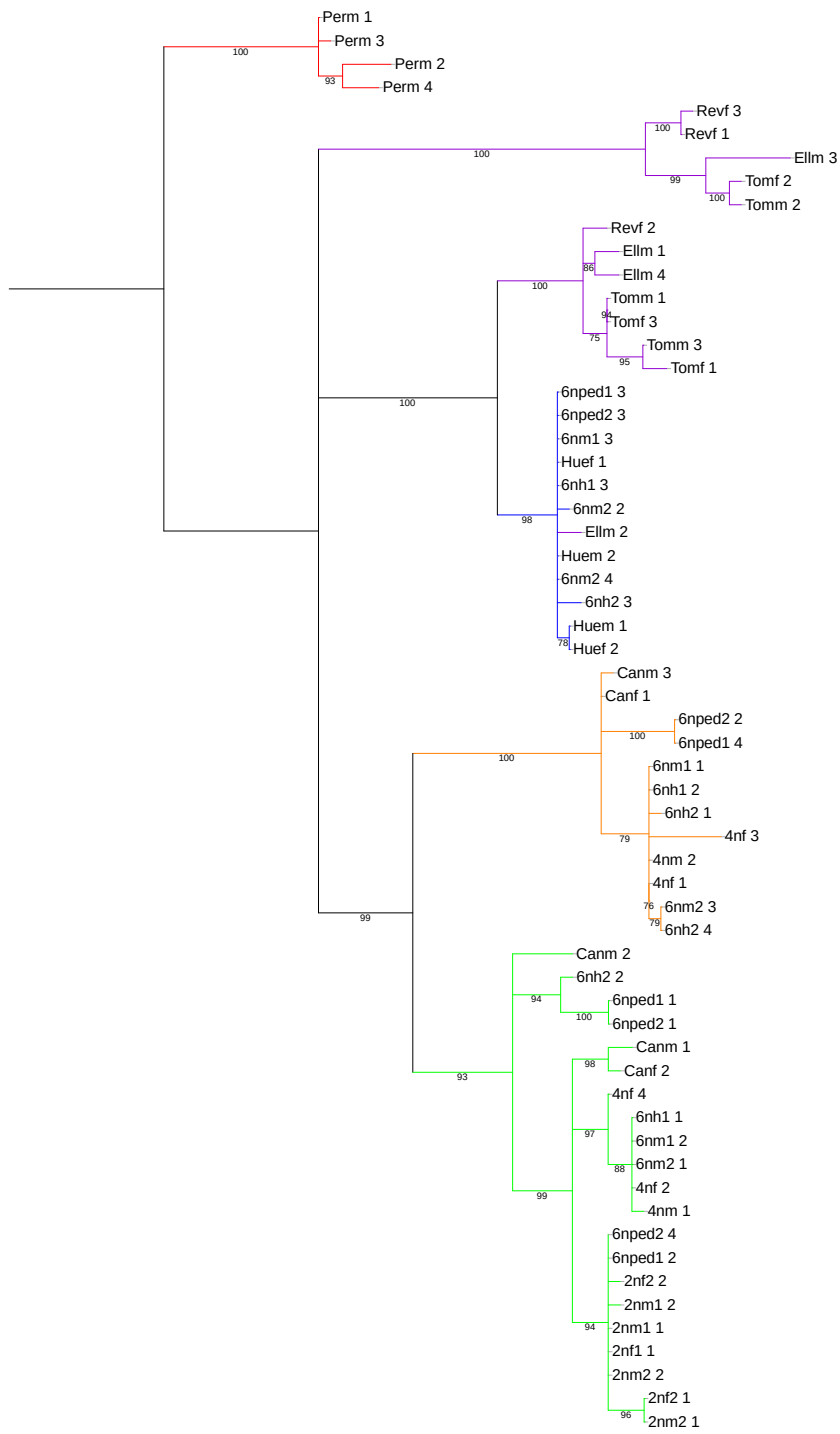 Perm 1
Perm 3
100
Perm 2
93
Perm 4
Revf 3
100
Revf 1
100
Ellm 3
99
Tomf 2
100
Tomm 2
Revf 2
Ellm 1
86
Ellm 4
100
Tomm 1
94
Tomf 3
75
Tomm 3
95
Tomf 1
6nped1 3
100
6nped2 3
6nm1 3
Huef 1
6nh1 3
6nm2 2
98
Ellm 2
Huem 2
6nm2 4
6nh2 3
Huem 1
78
Huef 2
Canm 3
Canf 1
6nped2 2
100
6nped1 4
100
6nm1 1
6nh1 2
6nh2 1
4nf 3
79
4nm 2
4nf 1
76
6nm2 3
99
79
6nh2 4
Canm 2
6nh2 2
94
6nped1 1
100
6nped2 1
Canm 1
98
Canf 2
93
4nf 4
6nh1 1
97
6nm1 2
6nm2 1
88
4nf 2
99
4nm 1
6nped2 4
6nped1 2
2nf2 2
2nm1 2
94
2nm1 1
2nf1 1
2nm2 2
2nf2 1
96
2nm2 1